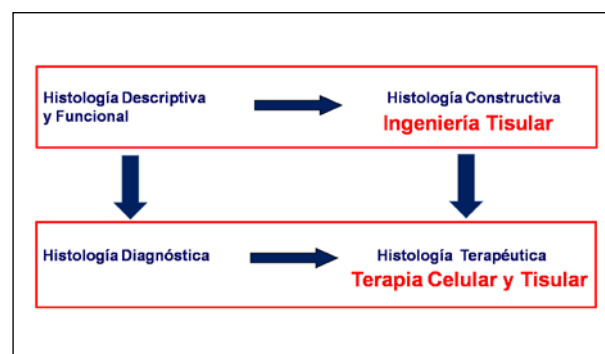 Histología Descriptiva
y Funcional
Histología Constructiva
Ingeniería Tisular
Histología Diagnóstica
Histología Terapéutica
Terapia Celular y Tisular